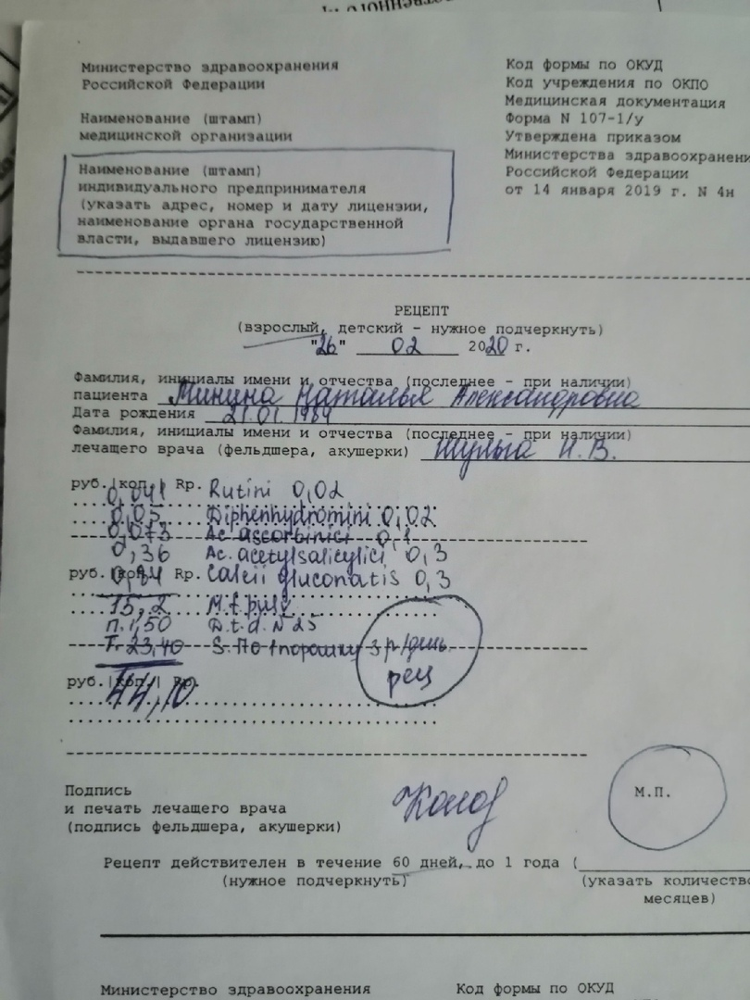 Министерство здравоохранения
Российской Федерации
Наименование (штамп)
медицинской организации
Наименование (штамп)
индивидуального предпринимателя
(указать адрес, номер и дату лицензии,
наименование органа государственной
власти, выдавшего лицензию)
Код формы по ОКУД
Код учреждения по ОКПО
Медицинская документация
Форма N 107-1/у
Утверждена приказом
Министерства здравоохранени
Российской Федерации
от 14 января 2019 г. N 4н
РЕЦЕПТ
(взрослый, детский - нужное подчеркнуть)
"26" 02 2020 г.
Фамилия, инициалы имени и отчества (последнее - при наличии)
пациента Минина Наталья Александровна
Дата рождения 21.01.1984
Фамилия, инициалы имени и отчества (последнее - при наличии)
лечащего врача (фельдшера, акушерки) Шульга Н.В.
руб.|коп.| Rp. Rutini 0,02
0,041
0,05 Diphenhydromini 0,02
0,073 Ac ascorbinici 0,1
0,36 Ac. acetylsalicylici 0,3
руб.|коп.| Rp. Calcii gluconatis 0,3
15,2 M.f. pulv.
П. 1,50 D.t.d. N 25
Т. 23,40 S. По 1 порошку 3 р/день
рец
руб.|коп.| Rp.
44,10
Подпись
и печать лечащего врача
(подпись фельдшера, акушерки)
М.П.
Рецепт действителен в течение 60 дней, до 1 года (
(нужное подчеркнуть)
(указать количество
месяцев)
Министерство здравоохранения
Код формы по ОКУД